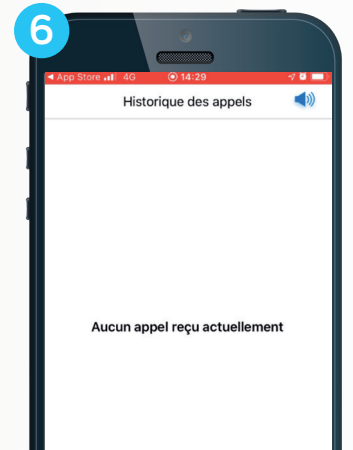 6
App Store 4G 14:29
Historique des appels
Aucun appel reçu actuellement